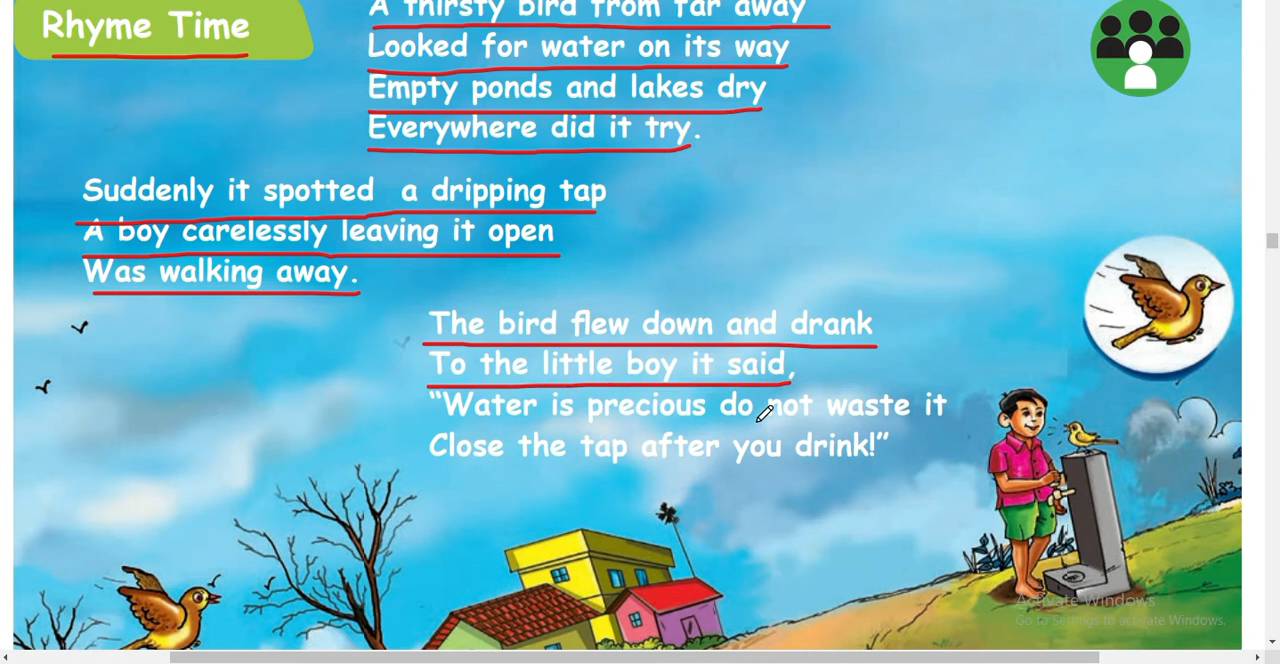 Rhyme Time
A thirsty bird from far away
Looked for water on its way
Empty ponds and lakes dry
Everywhere did it try.
Suddenly it spotted a dripping tap
A boy carelessly leaving it open
Was walking away.
The bird flew down and drank
To the little boy it said,
“Water is precious do not waste it
Close the tap after you drink!”
Activate Windows
Go to Settings to activate Windows.